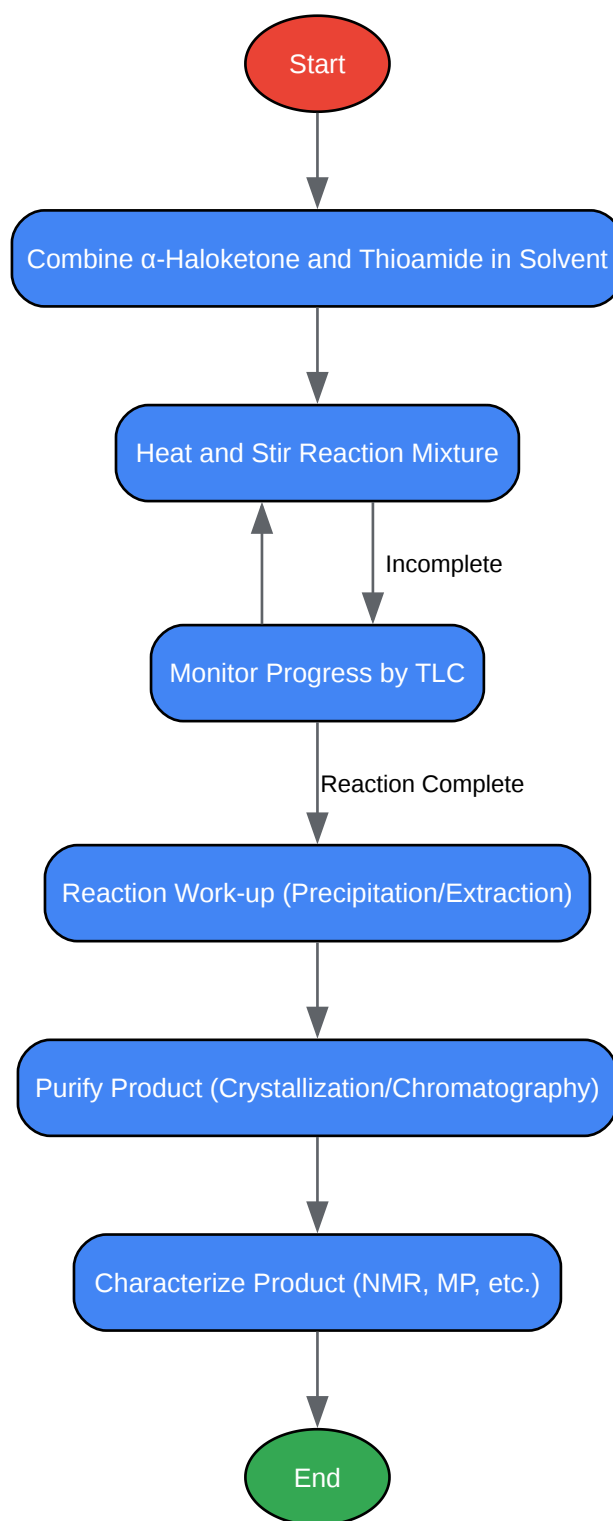 Start
Combine α-Haloketone and Thioamide in Solvent
Heat and Stir Reaction Mixture
Incomplete
Monitor Progress by TLC
Reaction Complete
Reaction Work-up (Precipitation/Extraction)
Purify Product (Crystallization/Chromatography)
Characterize Product (NMR, MP, etc.)
End